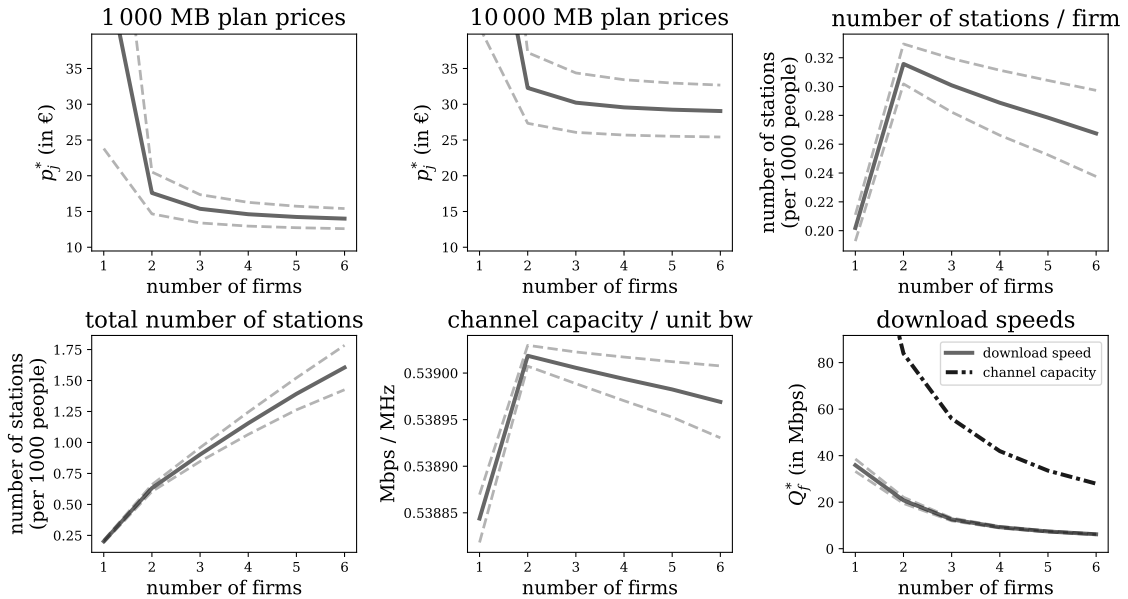 1 000 MB plan prices
p_j^* (in €)
35
30
25
20
15
10
1 2 3 4 5 6
number of firms
10 000 MB plan prices
p_j^* (in €)
35
30
25
20
15
10
1 2 3 4 5 6
number of firms
number of stations / firm
number of stations
(per 1000 people)
0.32
0.30
0.28
0.26
0.24
0.22
0.20
1 2 3 4 5 6
number of firms
total number of stations
number of stations
(per 1000 people)
1.75
1.50
1.25
1.00
0.75
0.50
0.25
1 2 3 4 5 6
number of firms
channel capacity / unit bw
Mbps / MHz
0.53900
0.53895
0.53890
0.53885
1 2 3 4 5 6
number of firms
download speeds
Q_f^* (in Mbps)
80
60
40
20
0
download speed
channel capacity
1 2 3 4 5 6
number of firms